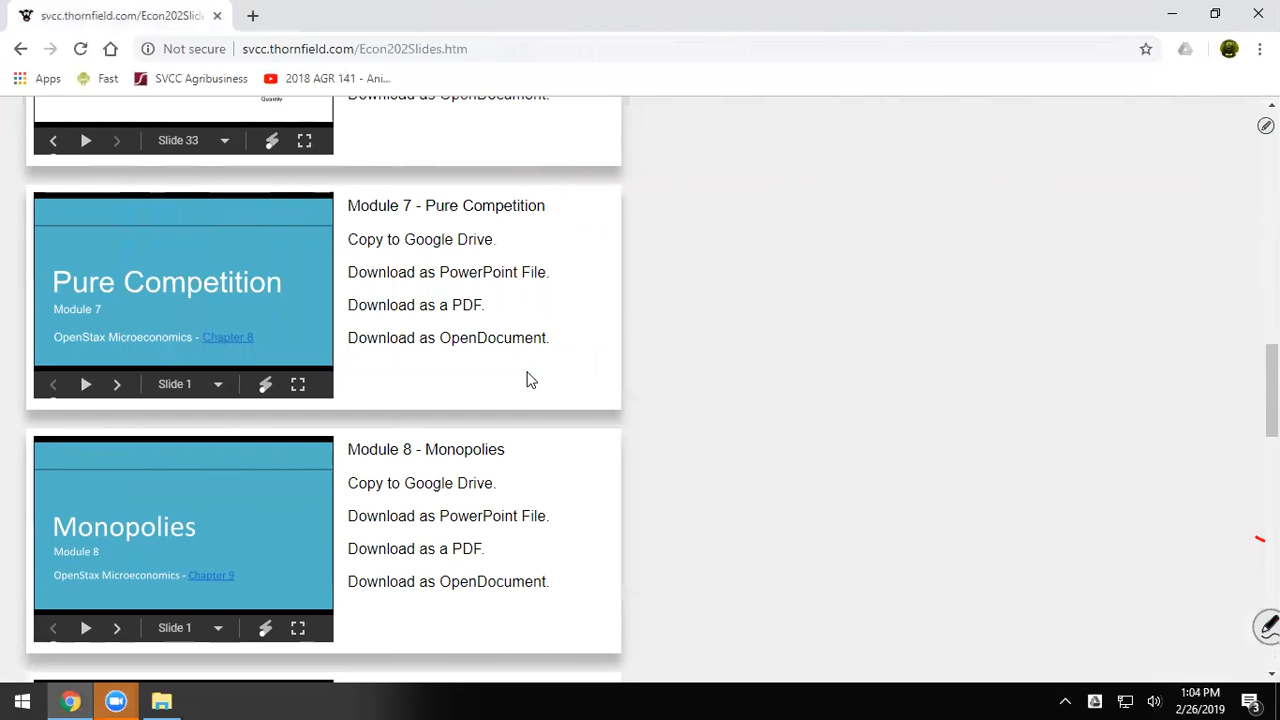 svcc.thornfield.com/Econ202Slide
Not secure svcc.thornfield.com/Econ202Slides.htm
Apps Fast SVCC Agribusiness 2018 AGR 141 - Ani...
Quantity
Download as OpenDocument.
Slide 33
Pure Competition
Module 7
OpenStax Microeconomics - Chapter 8
Slide 1
Module 7 - Pure Competition
Copy to Google Drive.
Download as PowerPoint File.
Download as a PDF.
Download as OpenDocument.
Monopolies
Module 8
OpenStax Microeconomics - Chapter 9
Slide 1
Module 8 - Monopolies
Copy to Google Drive.
Download as PowerPoint File.
Download as a PDF.
Download as OpenDocument.
1:04 PM
2/26/2019
3